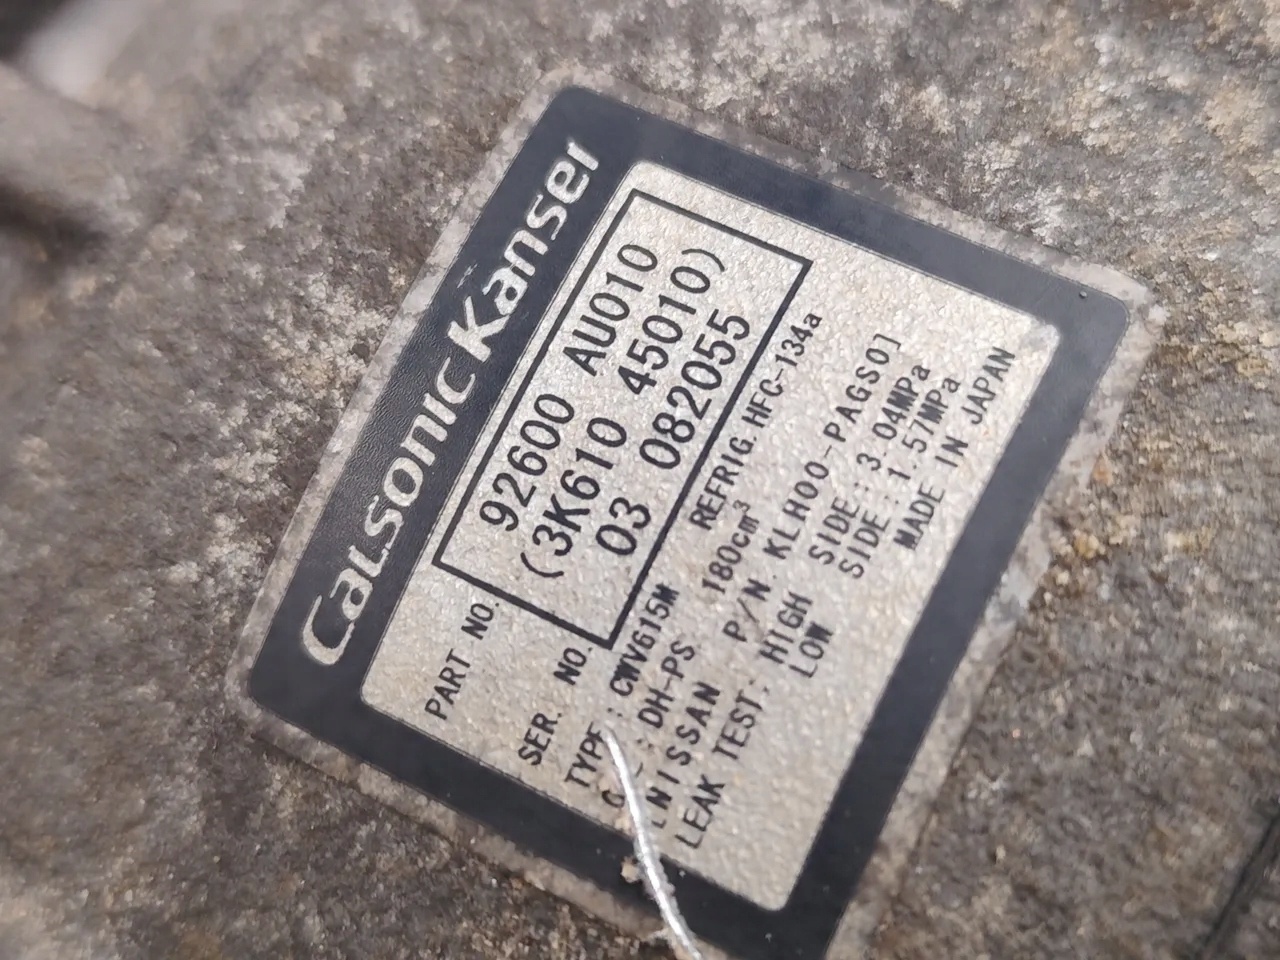 Calsonic Kansei
PART NO. 92600 AU010
(3K610 45010)
SER. NO. 03 082055
TYPE : CWV615M REFRIG. HFC-134a
: DH-PS 180cm³
[NISSAN P/N. KLH00-PAGS0]
LEAK TEST: HIGH SIDE : 3.04MPa
LOW SIDE : 1.57MPa
MADE IN JAPAN